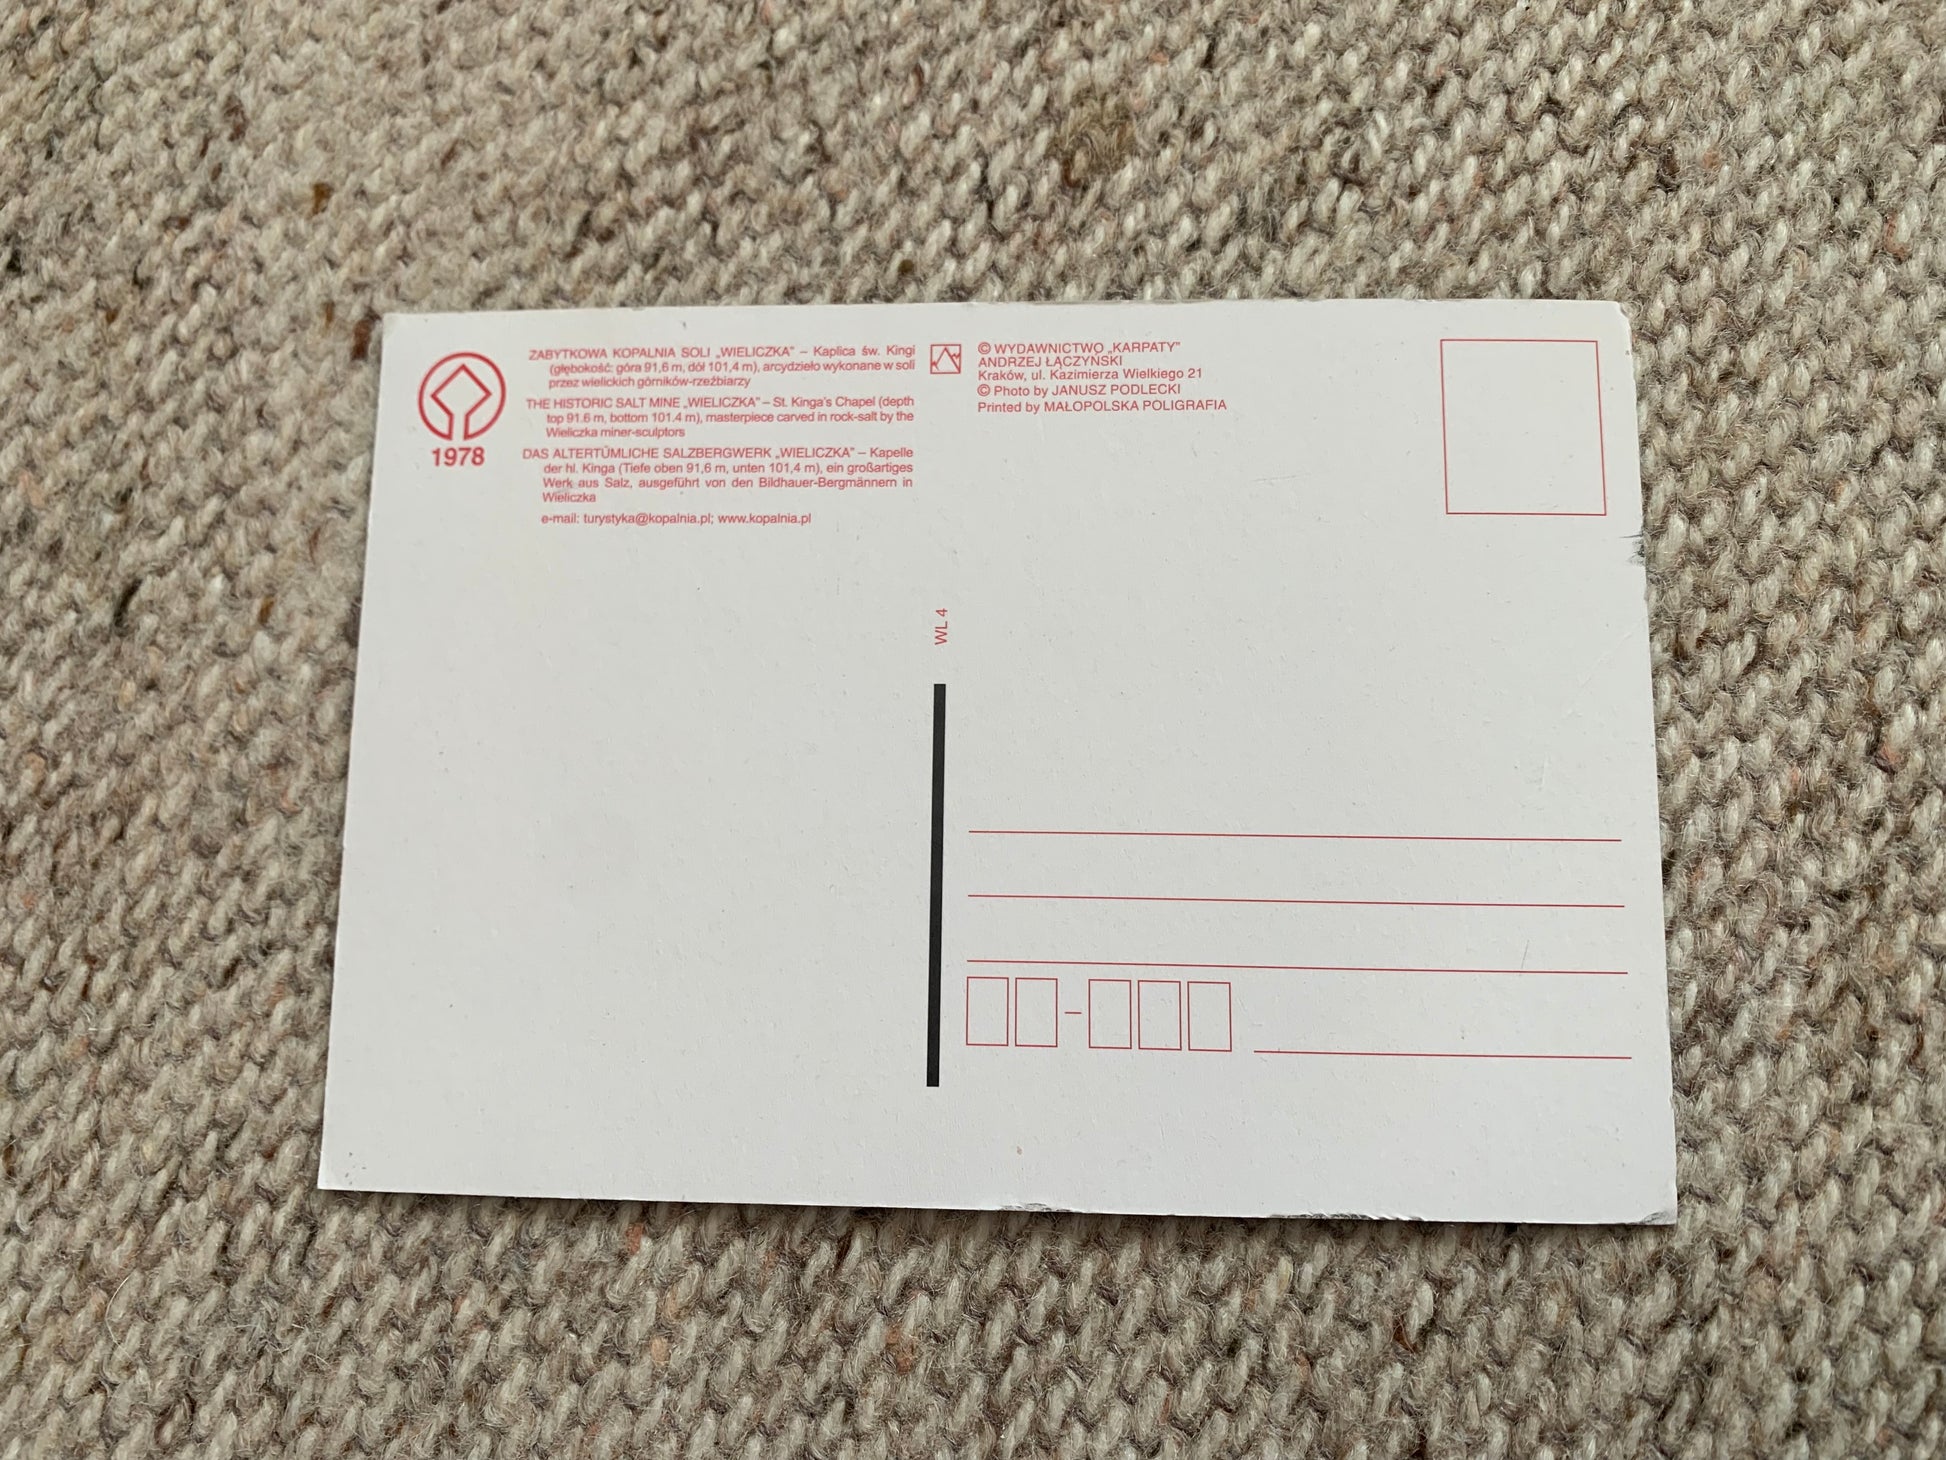 1978
ZABYTKOWA KOPALNIA SOLI „WIELICZKA” – Kaplica św. Kingi
(głębokość: góra 91,6 m, dół 101,4 m), arcydzieło wykonane w soli
przez wielickich górników-rzeźbiarzy
THE HISTORIC SALT MINE „WIELICZKA” – St. Kinga's Chapel (depth
top 91.6 m, bottom 101.4 m), masterpiece carved in rock-salt by the
Wieliczka miner-sculptors
DAS ALTERTÜMLICHE SALZBERGWERK „WIELICZKA” – Kapelle
der hl. Kinga (Tiefe oben 91,6 m, unten 101,4 m), ein großartiges
Werk aus Salz, ausgeführt von den Bildhauer-Bergmännern in
Wieliczka
e-mail: turystyka@kopalnia.pl; www.kopalnia.pl
© WYDAWNICTWO „KARPATY”
ANDRZEJ ŁĄCZYŃSKI
Kraków, ul. Kazimierza Wielkiego 21
© Photo by JANUSZ PODLECKI
Printed by MAŁOPOLSKA POLIGRAFIA
WL 4